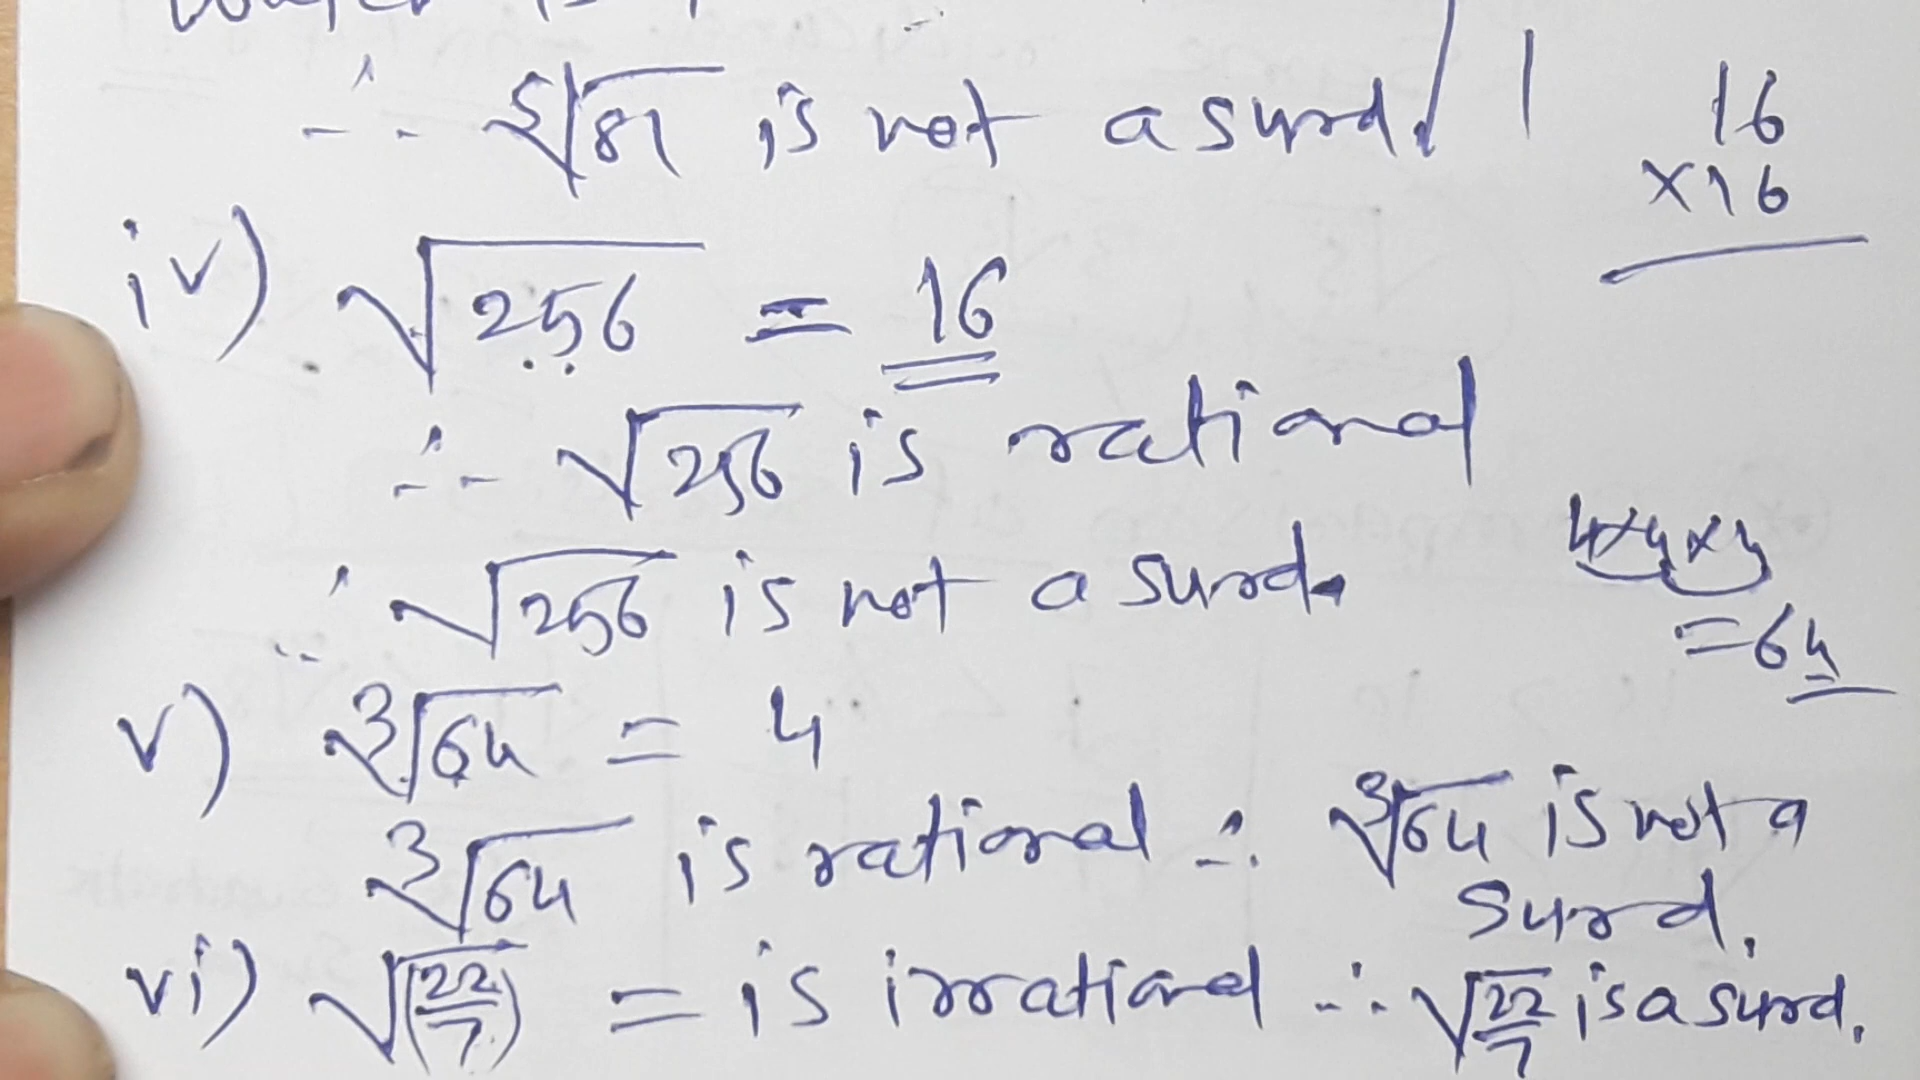 ∴ ⁵√81 is not a surd.
16
×16
iv) √256 = 16
∴ √256 is rational
∴ √256 is not a surd.
4×4×4
=64
v) ³√64 = 4
³√64 is rational ∴ ³√64 is not a
surd.
vi) √(22/7) = is irrational ∴ √22/7 is a surd.